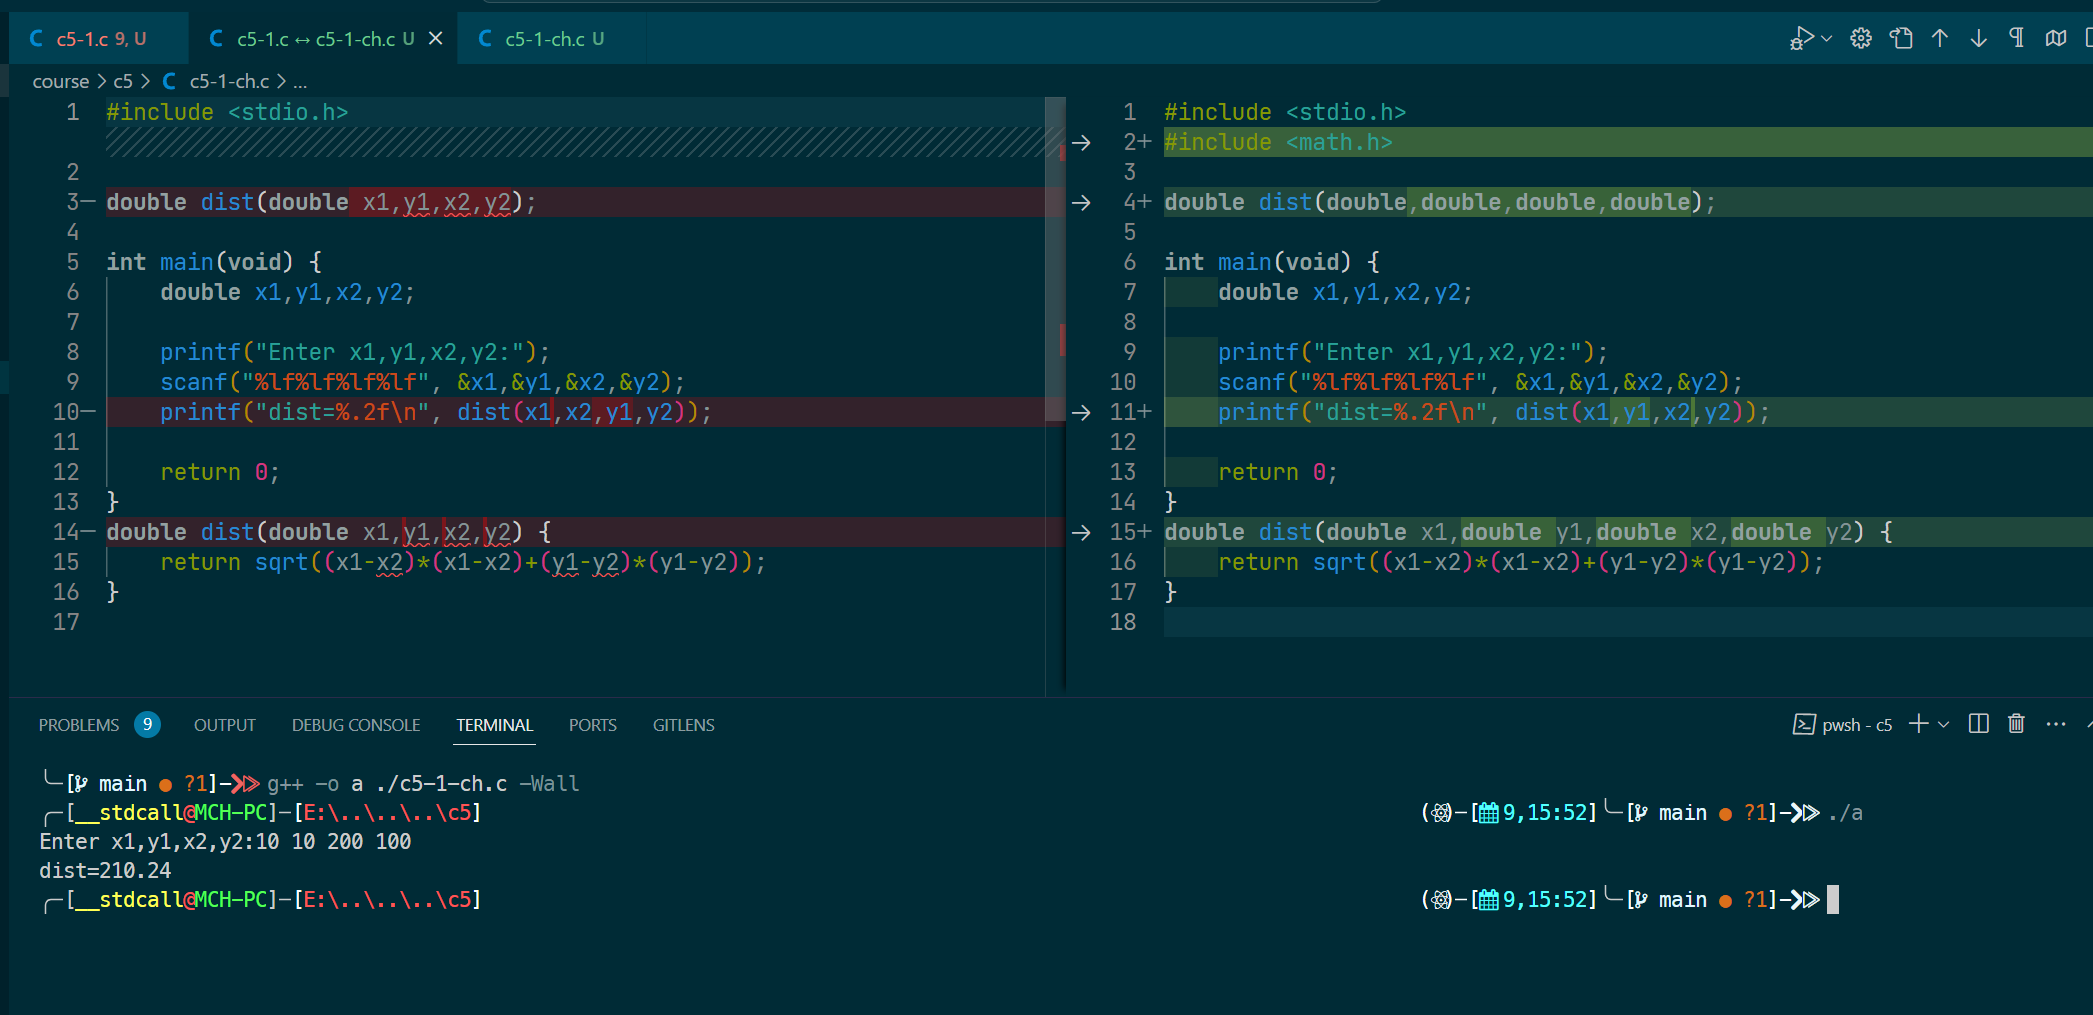 c5-1.c 9, U
c5-1.c ↔ c5-1-ch.c U
c5-1-ch.c U
course > c5 > C c5-1-ch.c > ...
1 #include <stdio.h>
2
3— double dist(double x1,y1,x2,y2);
4
5 int main(void) {
6     double x1,y1,x2,y2;
7
8     printf("Enter x1,y1,x2,y2:");
9     scanf("%lf%lf%lf%lf", &x1,&y1,&x2,&y2);
10—     printf("dist=%.2f\n", dist(x1,x2,y1,y2));
11
12     return 0;
13 }
14— double dist(double x1,y1,x2,y2) {
15     return sqrt((x1-x2)*(x1-x2)+(y1-y2)*(y1-y2));
16 }
17
1 #include <stdio.h>
2+ #include <math.h>
3
4+ double dist(double,double,double,double);
5
6 int main(void) {
7     double x1,y1,x2,y2;
8
9     printf("Enter x1,y1,x2,y2:");
10     scanf("%lf%lf%lf%lf", &x1,&y1,&x2,&y2);
11+     printf("dist=%.2f\n", dist(x1,y1,x2,y2));
12
13     return 0;
14 }
15+ double dist(double x1,double y1,double x2,double y2) {
16     return sqrt((x1-x2)*(x1-x2)+(y1-y2)*(y1-y2));
17 }
18
PROBLEMS 9 OUTPUT DEBUG CONSOLE TERMINAL PORTS GITLENS
pwsh - c5
[ main ● ?1] g++ -o a ./c5-1-ch.c -Wall
[__stdcall@MCH-PC]-[E:\..\..\..\c5] ( )-[ 9,15:52] [ main ● ?1] ./a
Enter x1,y1,x2,y2:10 10 200 100
dist=210.24
[__stdcall@MCH-PC]-[E:\..\..\..\c5] ( )-[ 9,15:52] [ main ● ?1]